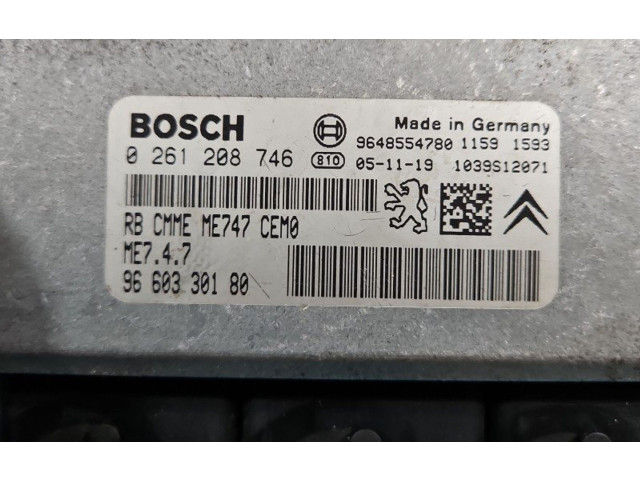 BOSCH
Made in Germany
9648554780 1159 1593
0 261 208 746 810 05-11-19 1039S12071
RB CMME ME747 CEM0
ME7.4.7
96 603 301 80